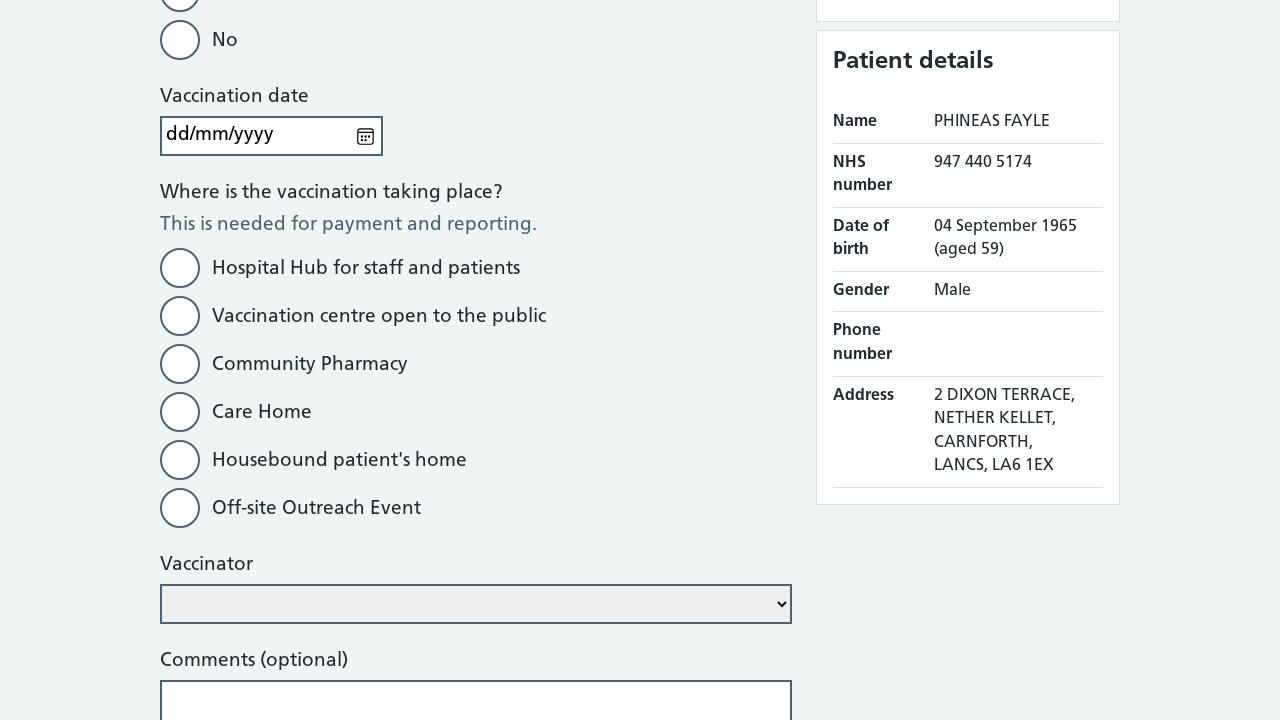 No
Vaccination date
dd/mm/yyyy
Where is the vaccination taking place?
This is needed for payment and reporting.
Hospital Hub for staff and patients
Vaccination centre open to the public
Community Pharmacy
Care Home
Housebound patient's home
Off-site Outreach Event
Vaccinator
Comments (optional)
Patient details
Name PHINEAS FAYLE
NHS number 947 440 5174
Date of birth 04 September 1965 (aged 59)
Gender Male
Phone number
Address 2 DIXON TERRACE,
NETHER KELLET,
CARNFORTH,
LANCS, LA6 1EX